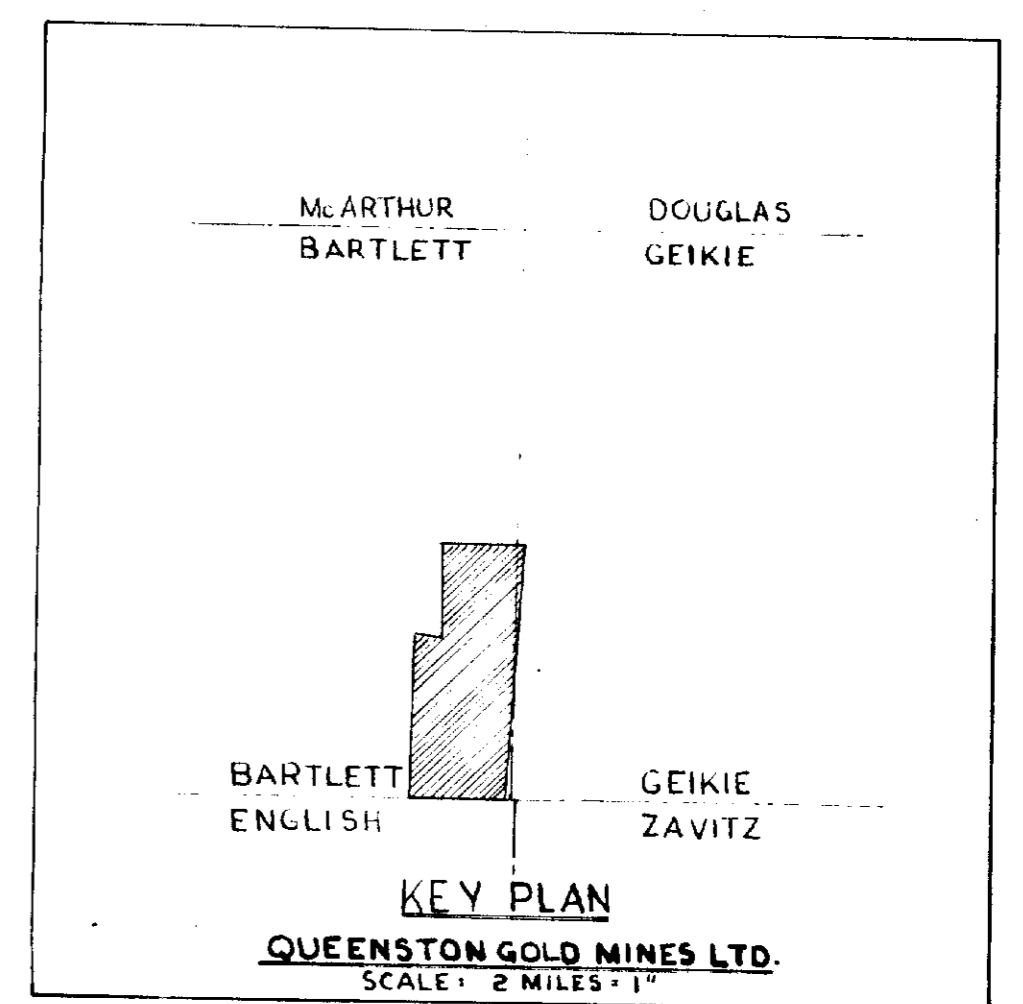 McARTHUR DOUGLAS
BARTLETT GEIKIE
BARTLETT GEIKIE
ENGLISH ZAVITZ
KEY PLAN
QUEENSTON GOLD MINES LTD.
SCALE: 2 MILES = 1"